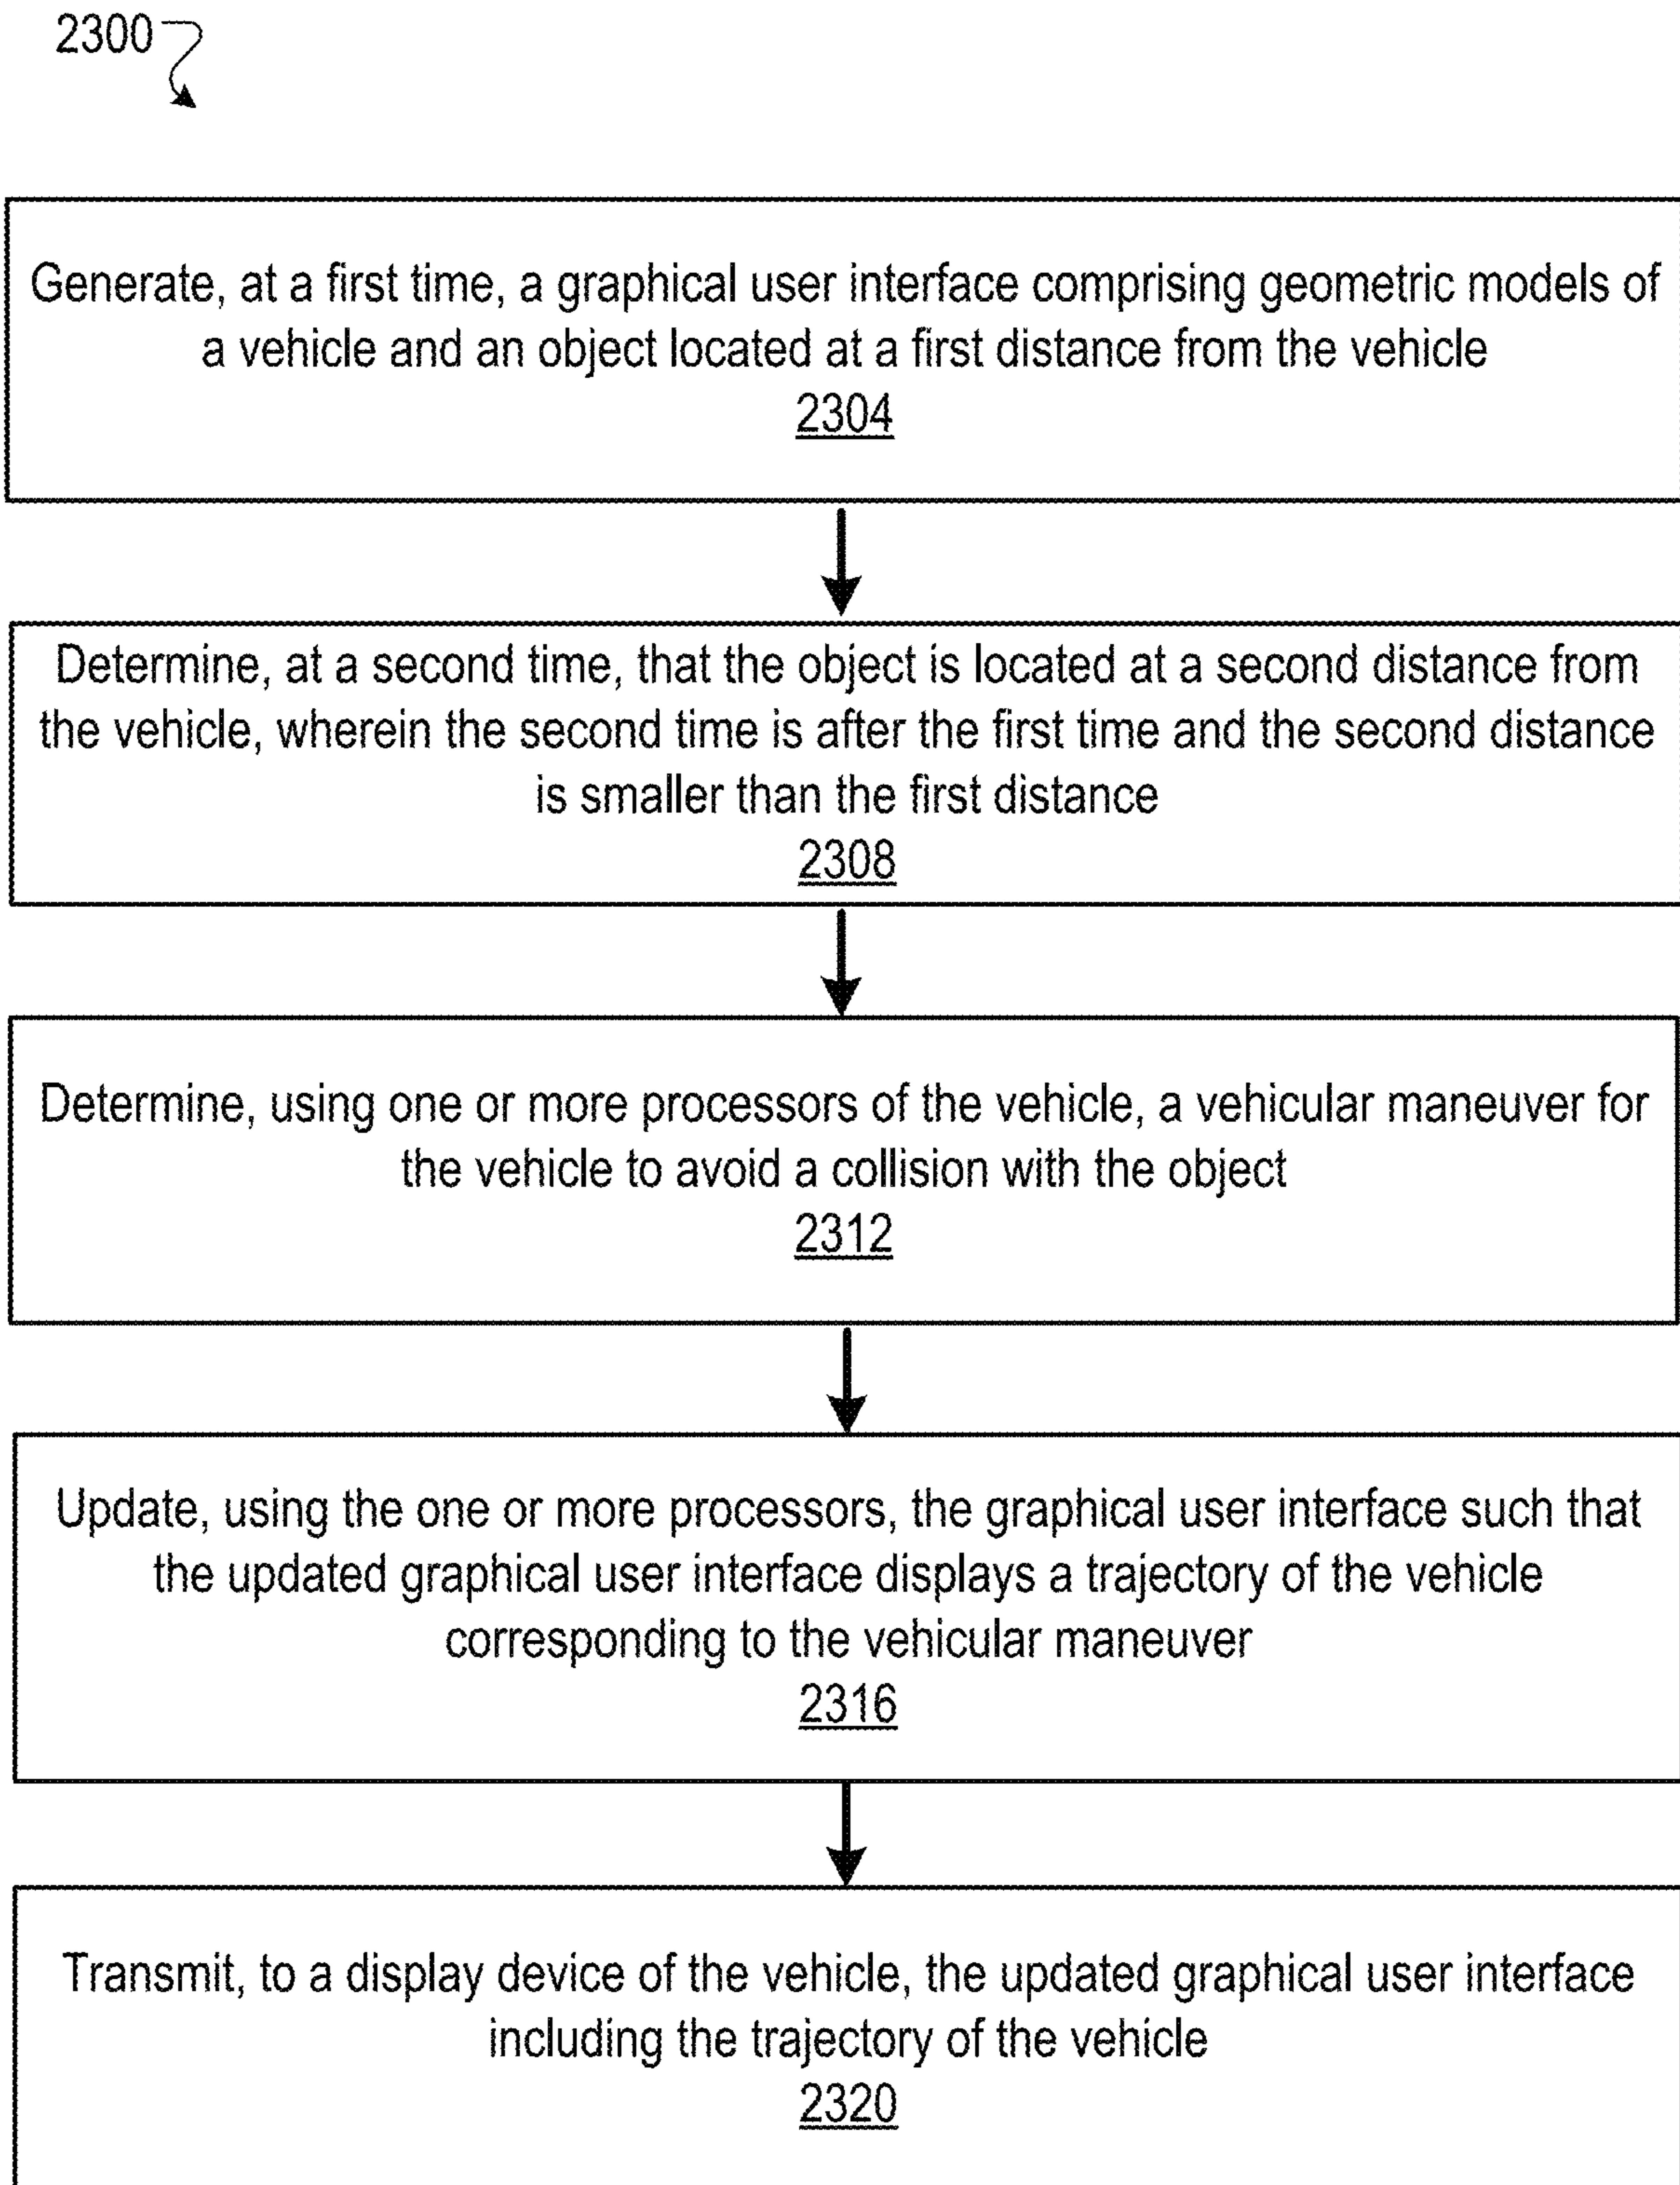 2300
Generate, at a first time, a graphical user interface comprising geometric models of
a vehicle and an object located at a first distance from the vehicle
2304
Determine, at a second time, that the object is located at a second distance from
the vehicle, wherein the second time is after the first time and the second distance
is smaller than the first distance
2308
Determine, using one or more processors of the vehicle, a vehicular maneuver for
the vehicle to avoid a collision with the object
2312
Update, using the one or more processors, the graphical user interface such that
the updated graphical user interface displays a trajectory of the vehicle
corresponding to the vehicular maneuver
2316
Transmit, to a display device of the vehicle, the updated graphical user interface
including the trajectory of the vehicle
2320